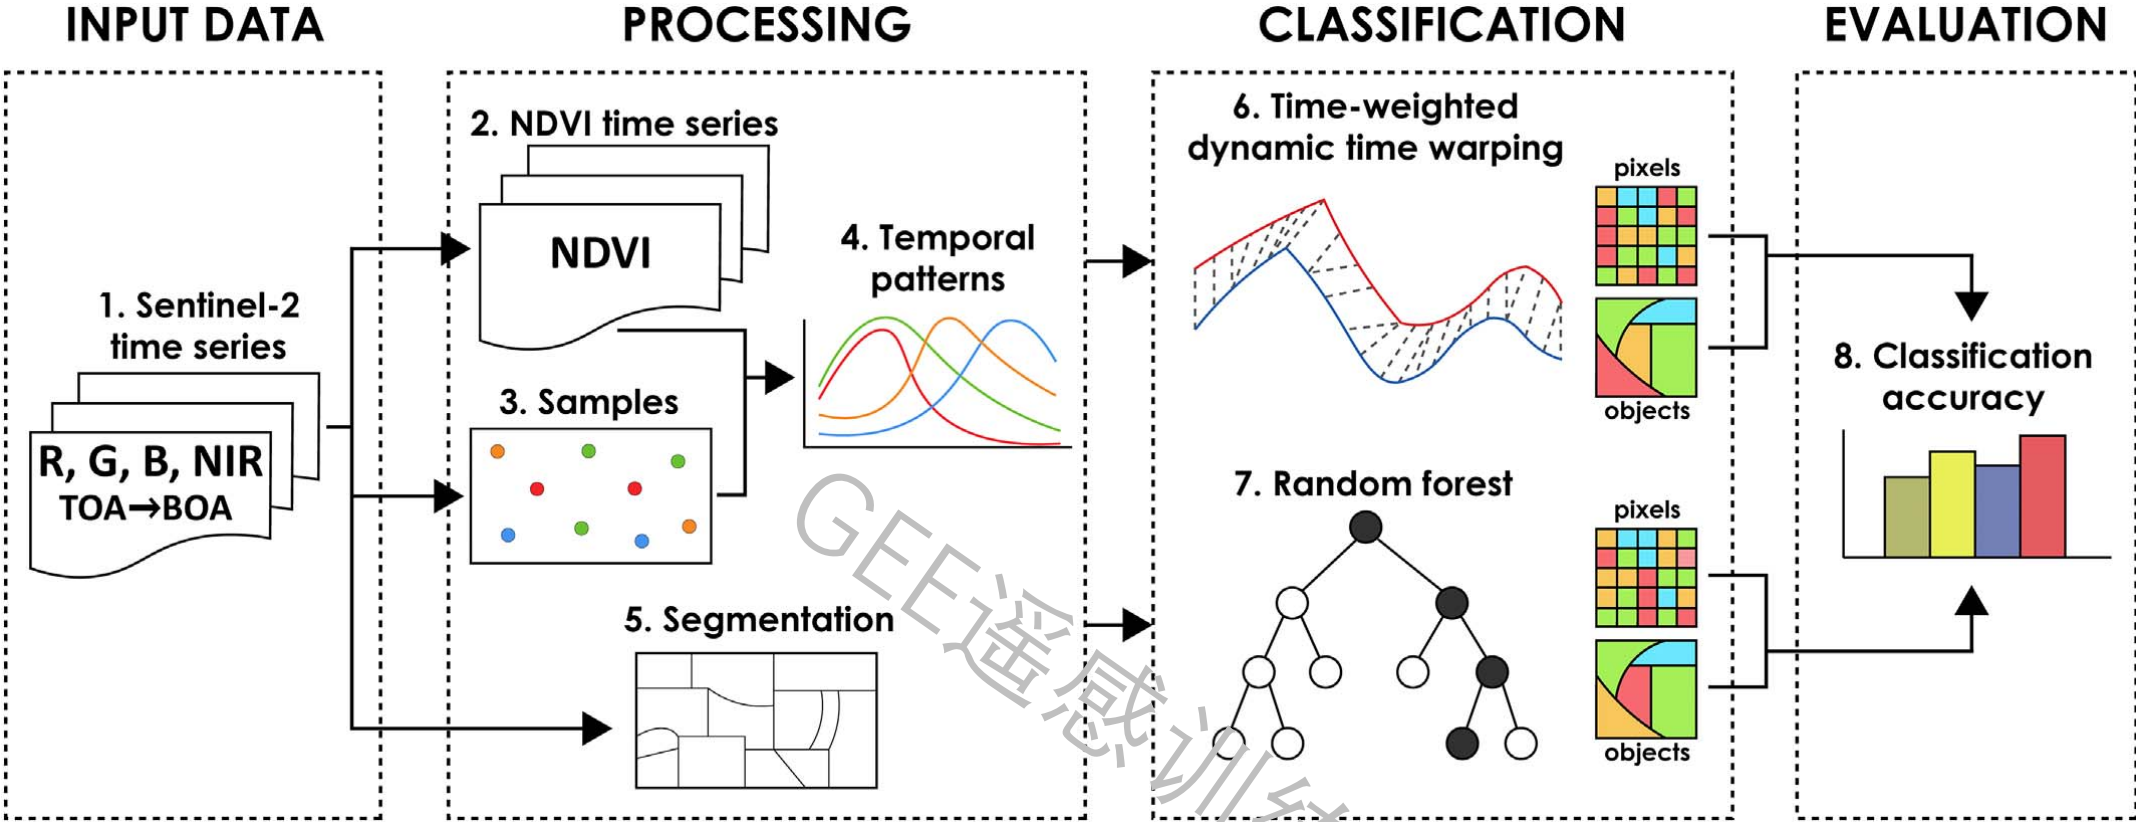 INPUT DATA
PROCESSING
CLASSIFICATION
EVALUATION
1. Sentinel-2
time series
R, G, B, NIR
TOA→BOA
2. NDVI time series
NDVI
3. Samples
4. Temporal
patterns
5. Segmentation
6. Time-weighted
dynamic time warping
pixels
objects
7. Random forest
pixels
objects
8. Classification
accuracy
GEE遥感训